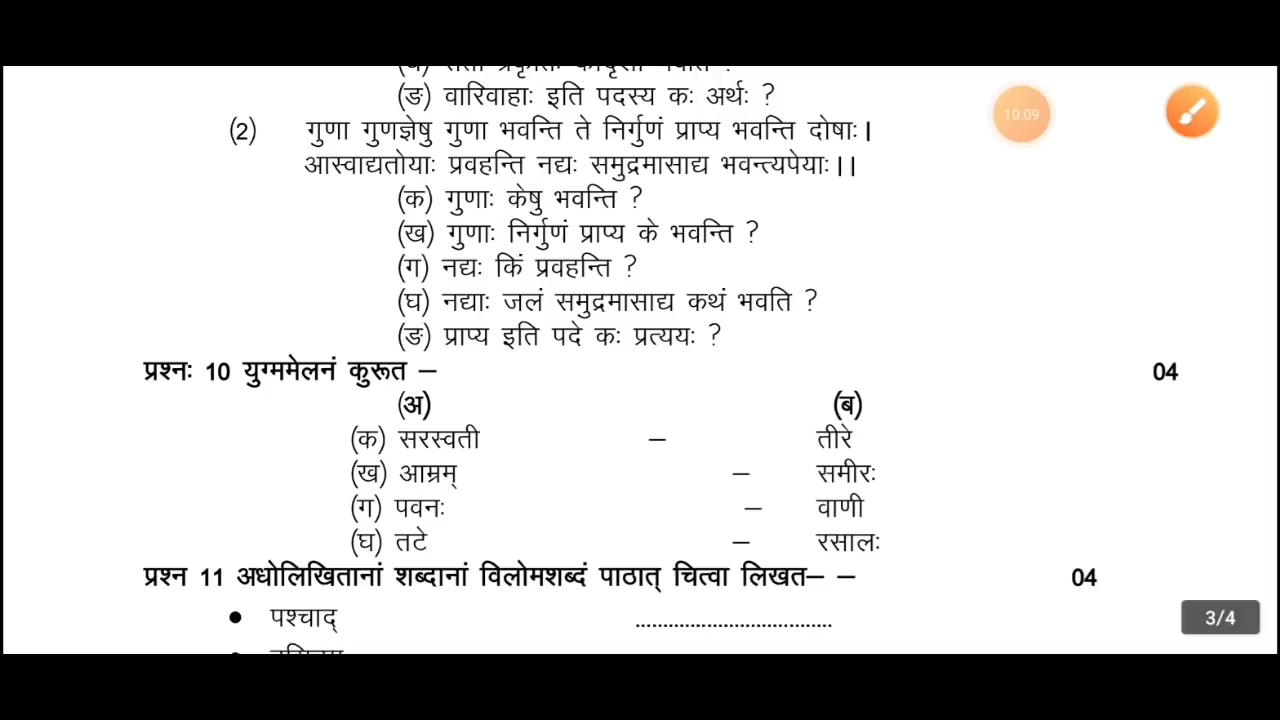 (ङ) वारिवाहाः इति पदस्य कः अर्थः ?
10:09
(2) गुणा गुणज्ञेषु गुणा भवन्ति ते निर्गुणं प्राप्य भवन्ति दोषाः।
आस्वाद्यतोयाः प्रवहन्ति नद्यः समुद्रमासाद्य भवन्त्यपेयाः।।
(क) गुणाः केषु भवन्ति ?
(ख) गुणाः निर्गुणं प्राप्य के भवन्ति ?
(ग) नद्यः किं प्रवहन्ति ?
(घ) नद्याः जलं समुद्रमासाद्य कथं भवति ?
(ङ) प्राप्य इति पदे कः प्रत्ययः ?
प्रश्नः 10 युग्ममेलनं कुरूत – 04
(अ) (ब)
(क) सरस्वती – तीरे
(ख) आम्रम् – समीरः
(ग) पवनः – वाणी
(घ) तटे – रसालः
प्रश्न 11 अधोलिखितानां शब्दानां विलोमशब्दं पाठात् चित्वा लिखत– – 04
• पश्चाद् ....................................
3/4